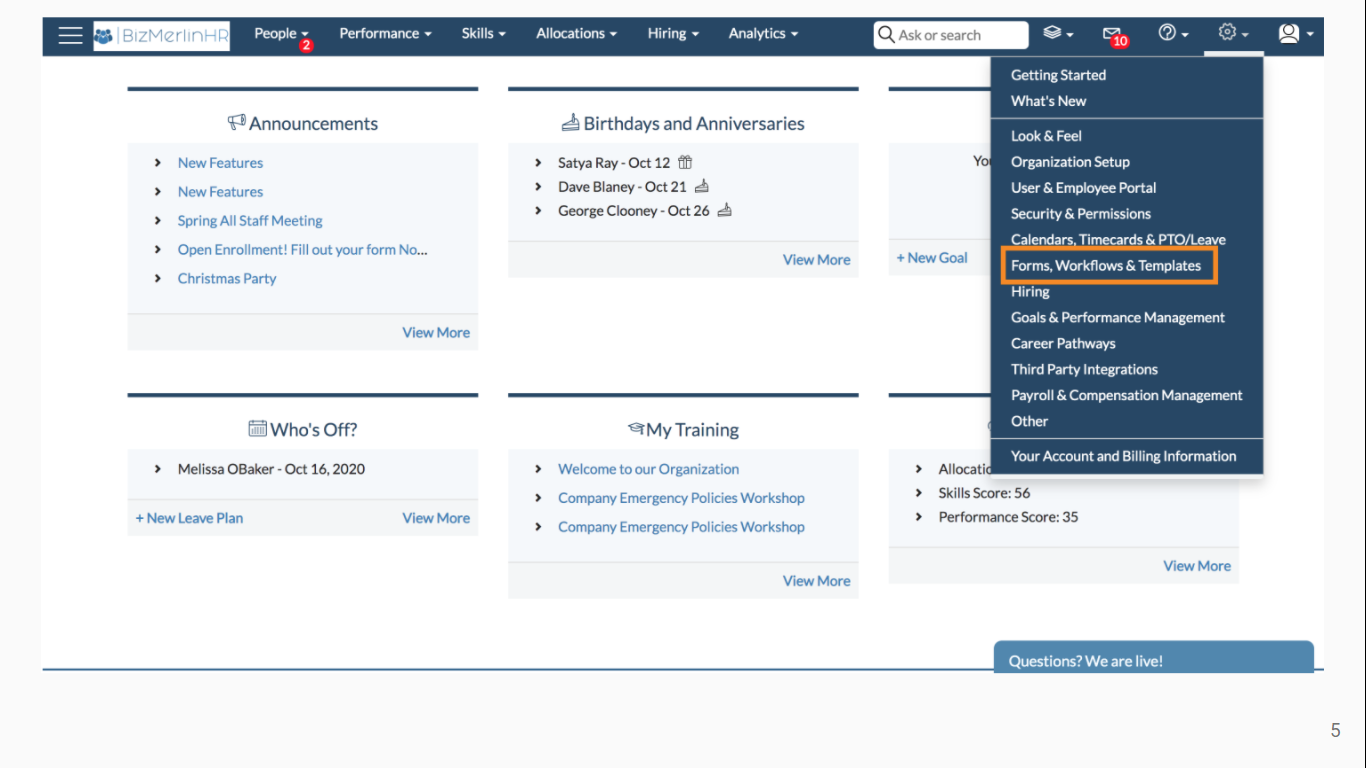 BizMerlinHR People 2 Performance Skills Allocations Hiring Analytics Ask or search 10
Getting Started
What's New
Look & Feel
Organization Setup
User & Employee Portal
Security & Permissions
Calendars, Timecards & PTO/Leave
Forms, Workflows & Templates
Hiring
Goals & Performance Management
Career Pathways
Third Party Integrations
Payroll & Compensation Management
Other
Your Account and Billing Information
Announcements
New Features
New Features
Spring All Staff Meeting
Open Enrollment! Fill out your form No...
Christmas Party
View More
Birthdays and Anniversaries
Satya Ray - Oct 12
Dave Blaney - Oct 21
George Clooney - Oct 26
View More
+ New Goal
Who's Off?
Melissa OBaker - Oct 16, 2020
+ New Leave Plan View More
My Training
Welcome to our Organization
Company Emergency Policies Workshop
Company Emergency Policies Workshop
View More
Skills Score: 56
Performance Score: 35
View More
Questions? We are live!
5